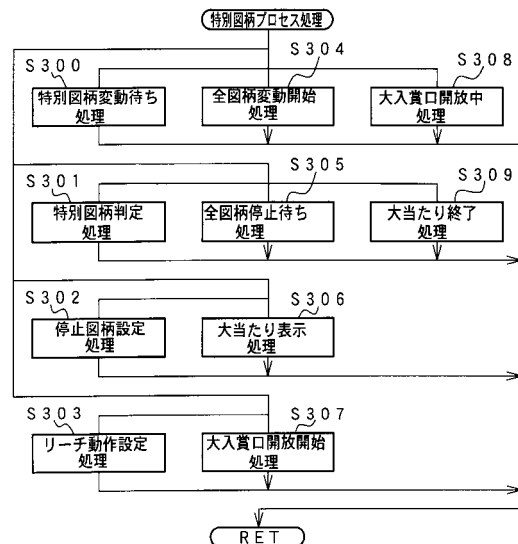 特別図柄プロセス処理
S300
特別図柄変動待ち
処理
S304
全図柄変動開始
処理
S308
大入賞口開放中
処理
S301
特別図柄判定
処理
S305
全図柄停止待ち
処理
S309
大当たり終了
処理
S302
停止図柄設定
処理
S306
大当たり表示
処理
S303
リーチ動作設定
処理
S307
大入賞口開放開始
処理
RET